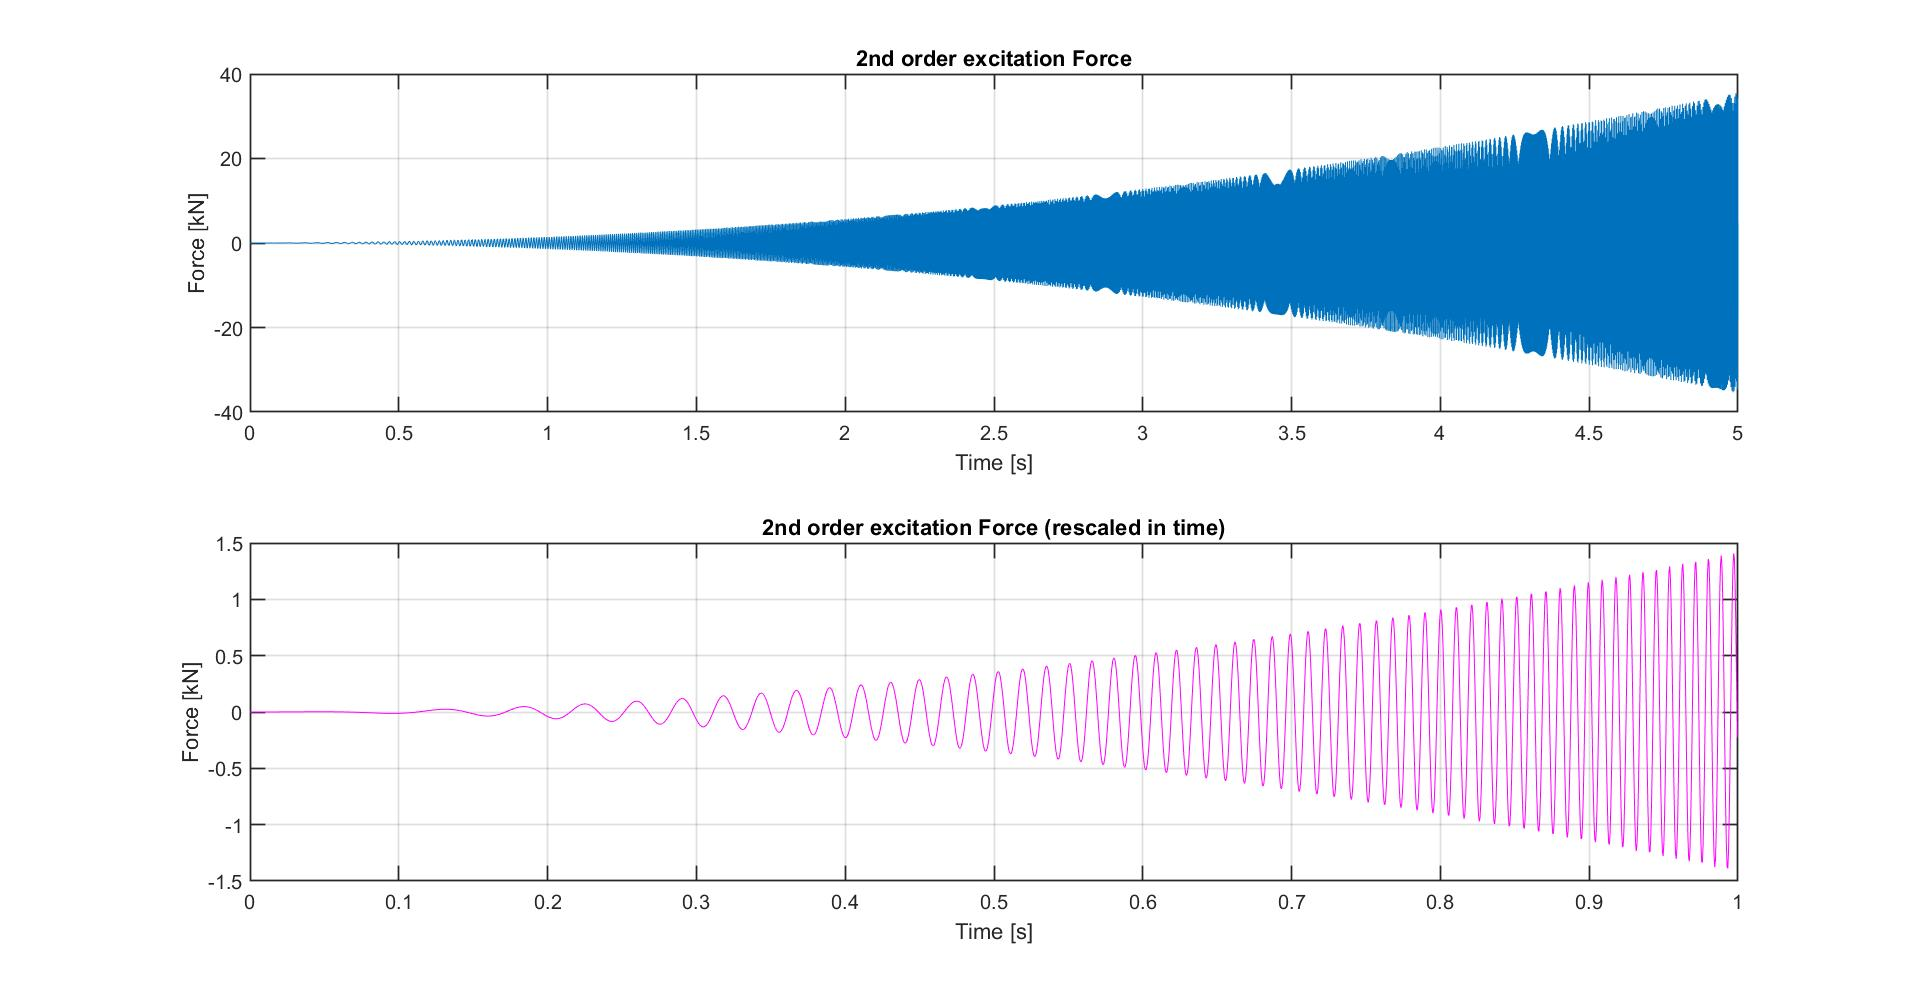 2nd order excitation Force
40
20
0
-20
-40
Force [kN]
0 0.5 1 1.5 2 2.5 3 3.5 4 4.5 5
Time [s]
2nd order excitation Force (rescaled in time)
1.5
1
0.5
0
-0.5
-1
-1.5
Force [kN]
0 0.1 0.2 0.3 0.4 0.5 0.6 0.7 0.8 0.9 1
Time [s]